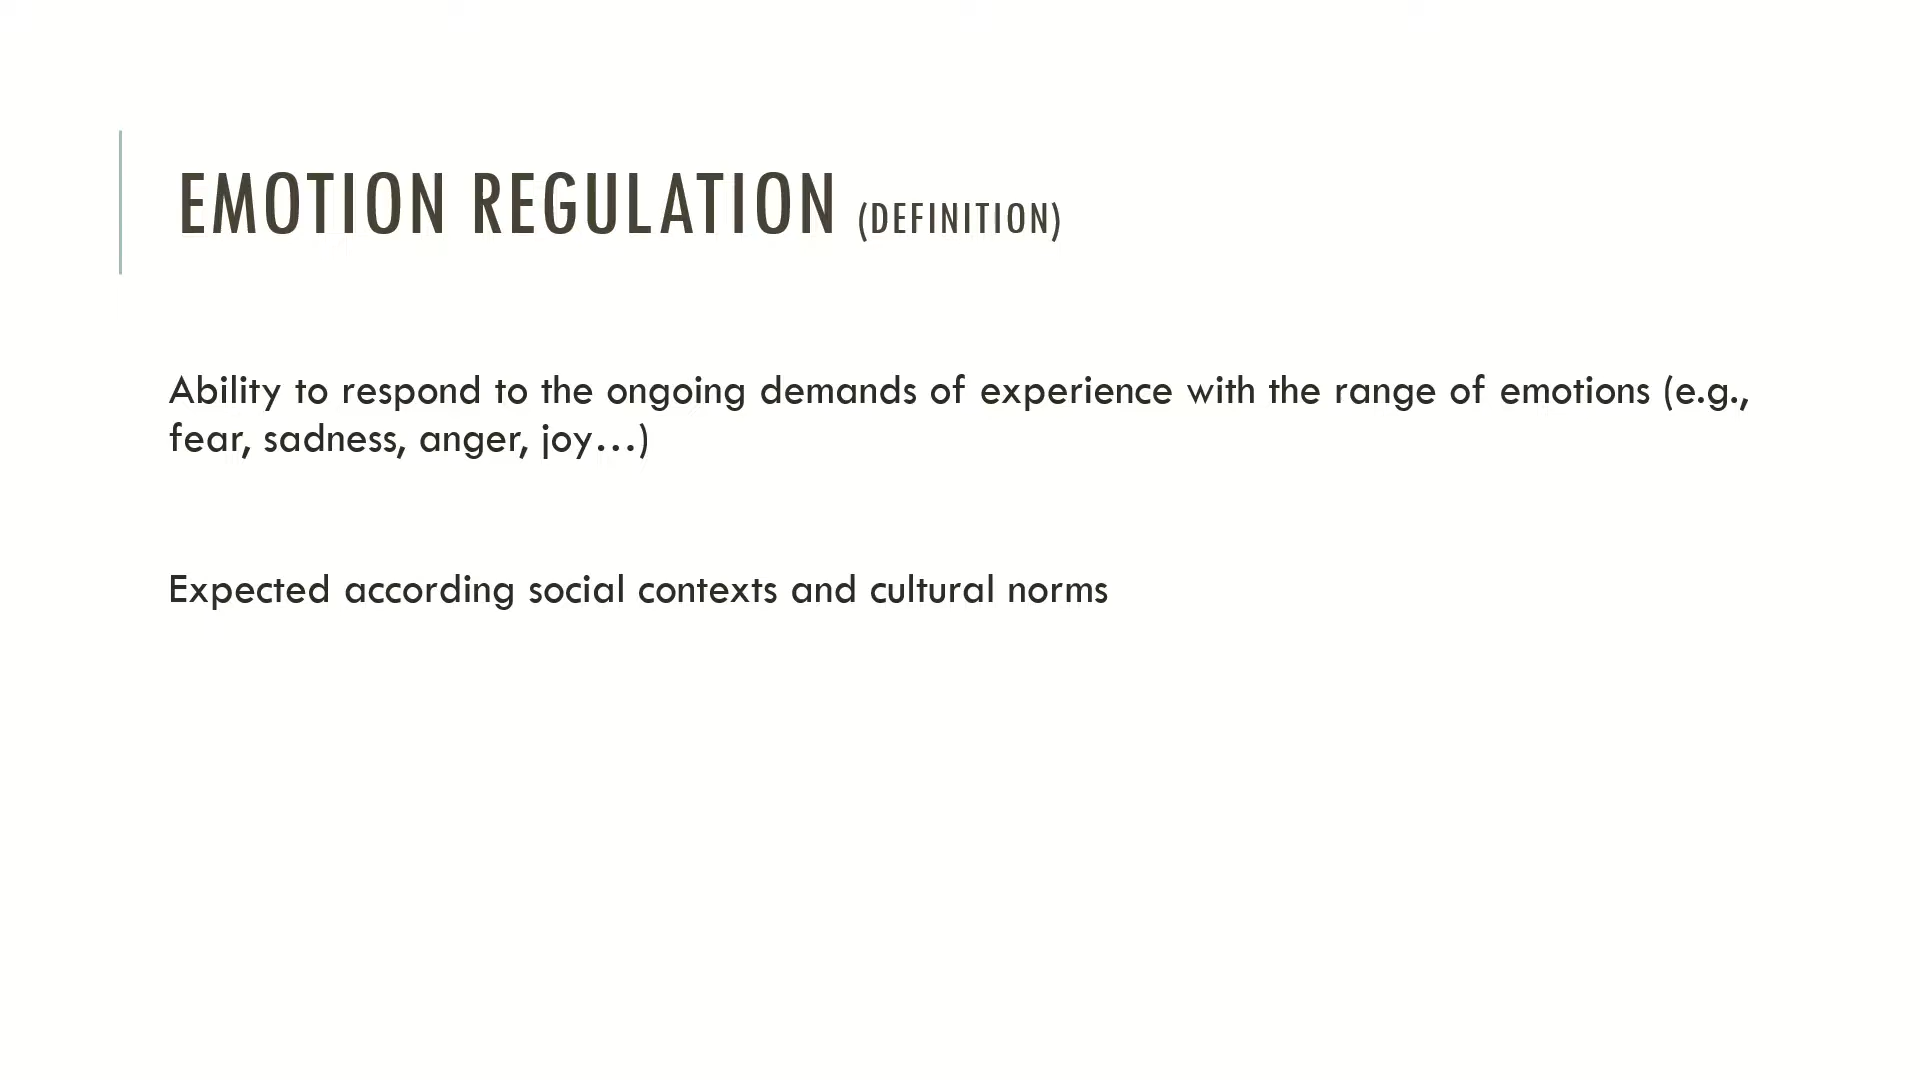 EMOTION REGULATION (DEFINITION)
Ability to respond to the ongoing demands of experience with the range of emotions (e.g.,
fear, sadness, anger, joy...)
Expected according social contexts and cultural norms